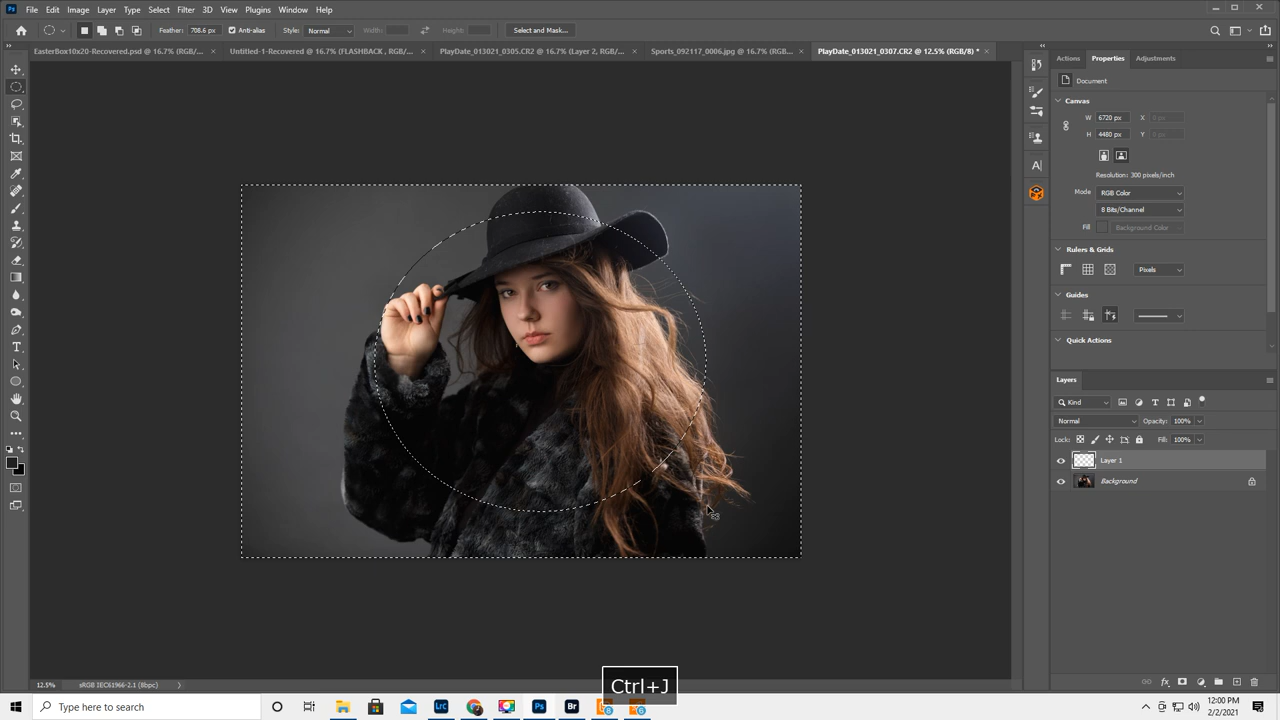 Ps File Edit Image Layer Type Select Filter 3D View Plugins Window Help
Feather: 708.6 px Anti-alias Style: Normal Width: Height: Select and Mask...
EasterBox10x20-Recovered.psd @ 16.7% (RGB/... × Untitled-1-Recovered @ 16.7% (FLASHBACK , RGB/... × PlayDate_013021_0305.CR2 @ 16.7% (Layer 2, RGB/... × Sports_092117_0006.jpg @ 16.7% (RGB/... × PlayDate_013021_0307.CR2 @ 12.5% (RGB/8) * ×
Actions Properties Adjustments
Document
Canvas
W 6720 px X 0 px
H 4480 px Y 0 px
Resolution: 300 pixels/inch
Mode RGB Color
8 Bits/Channel
Fill Background Color
Rulers & Grids
Pixels
Guides
Quick Actions
Layers
Kind
Normal Opacity: 100%
Lock: Fill: 100%
Layer 1
Background
Ctrl+J
12.5% sRGB IEC61966-2.1 (8bpc)
Type here to search
LrC Ps Br
12:00 PM
2/2/2021